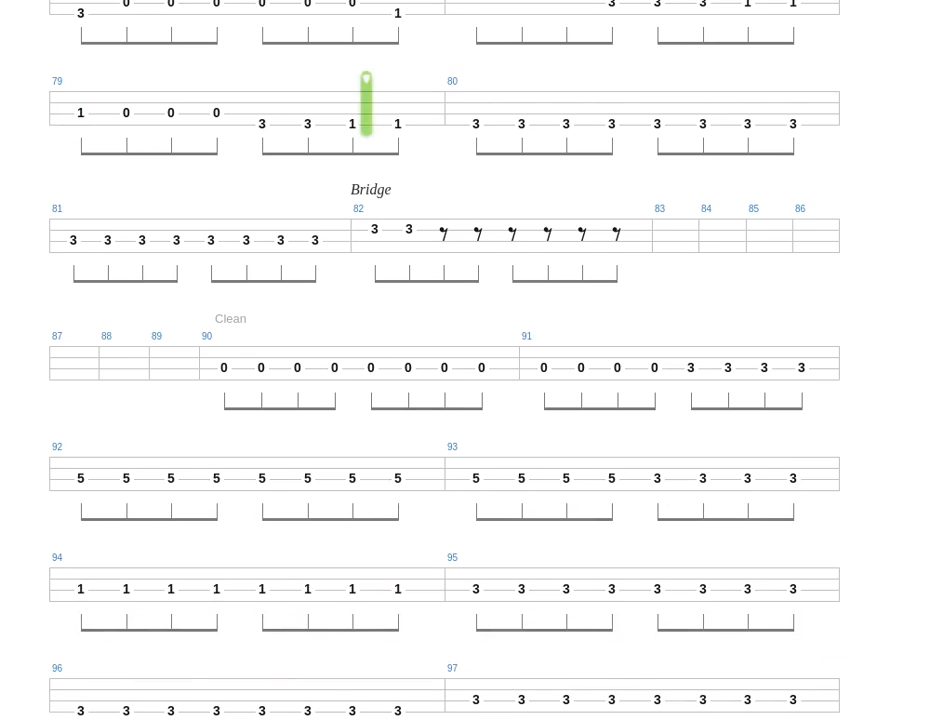 3 0 0 0 0 0 0 1 3 3 3 1 1
79 80
1 0 0 0 3 3 1 1 3 3 3 3 3 3 3 3
Bridge
81 82 83 84 85 86
3 3 3 3 3 3 3 3 3 3
Clean
87 88 89 90 91
0 0 0 0 0 0 0 0 0 0 0 0 3 3 3 3
92 93
5 5 5 5 5 5 5 5 5 5 5 5 3 3 3 3
94 95
1 1 1 1 1 1 1 1 3 3 3 3 3 3 3 3
96 97
3 3 3 3 3 3 3 3 3 3 3 3 3 3 3 3